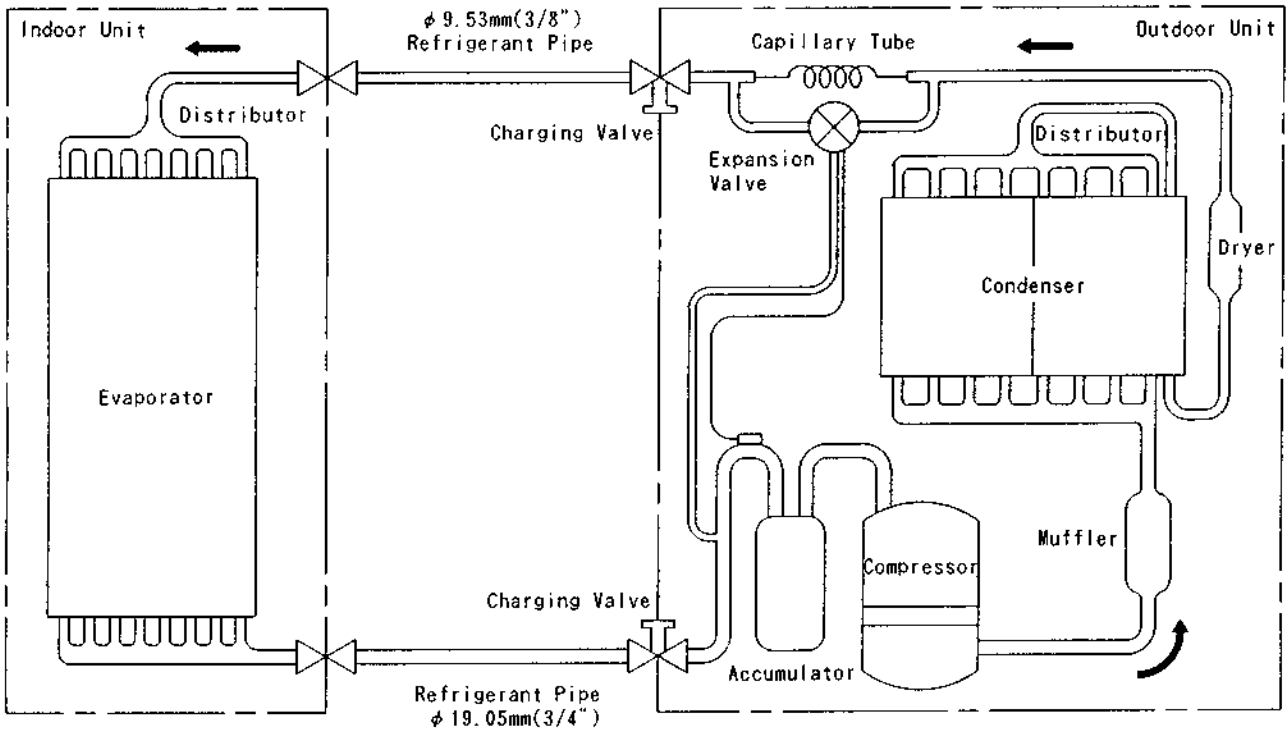 φ 9.53mm(3/8")
Refrigerant Pipe
Indoor Unit
Outdoor Unit
Capillary Tube
Distributor
Charging Valve
Expansion
Valve
Distributor
Dryer
Condenser
Evaporator
Muffler
Compressor
Charging Valve
Accumulator
Refrigerant Pipe
φ 19.05mm(3/4")